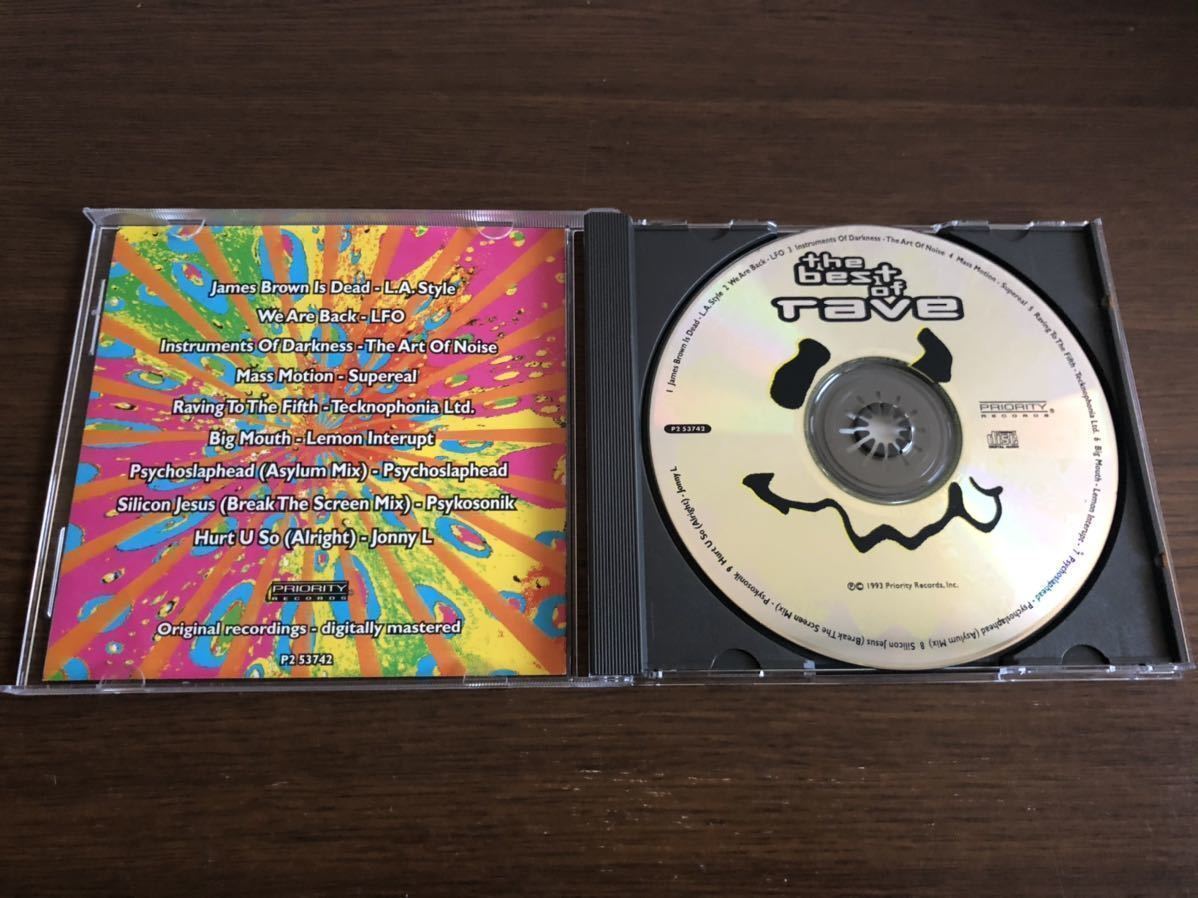 James Brown Is Dead - L.A. Style
We Are Back - LFO
Instruments Of Darkness - The Art Of Noise
Mass Motion - Supereal
Raving To The Fifth - Tecknophonia Ltd.
Big Mouth - Lemon Interupt
Psychoslaphead (Asylum Mix) - Psychoslaphead
Silicon Jesus (Break The Screen Mix) - Psykosonik
Hurt U So (Alright) - Jonny L
PRIORITY
RECORDS
Original recordings - digitally mastered
P2 53742
the
best
of
rave
1 James Brown Is Dead - L.A. Style 2 We Are Back - LFO 3 Instruments Of Darkness - The Art Of Noise 4 Mass Motion - Supereal 5 Raving To The Fifth - Tecknophonia Ltd. 6 Big Mouth - Lemon Interupt - 7 Psychoslaphead - Psychoslaphead (Asylum Mix) 8 Silicon Jesus (Break The Screen Mix) - Psykosonik 9 Hurt U So (Alright) - Jonny L
PRIORITY
RECORDS
P2 53742
COMPACT
disc
DIGITAL AUDIO
℗© 1993 Priority Records, Inc.